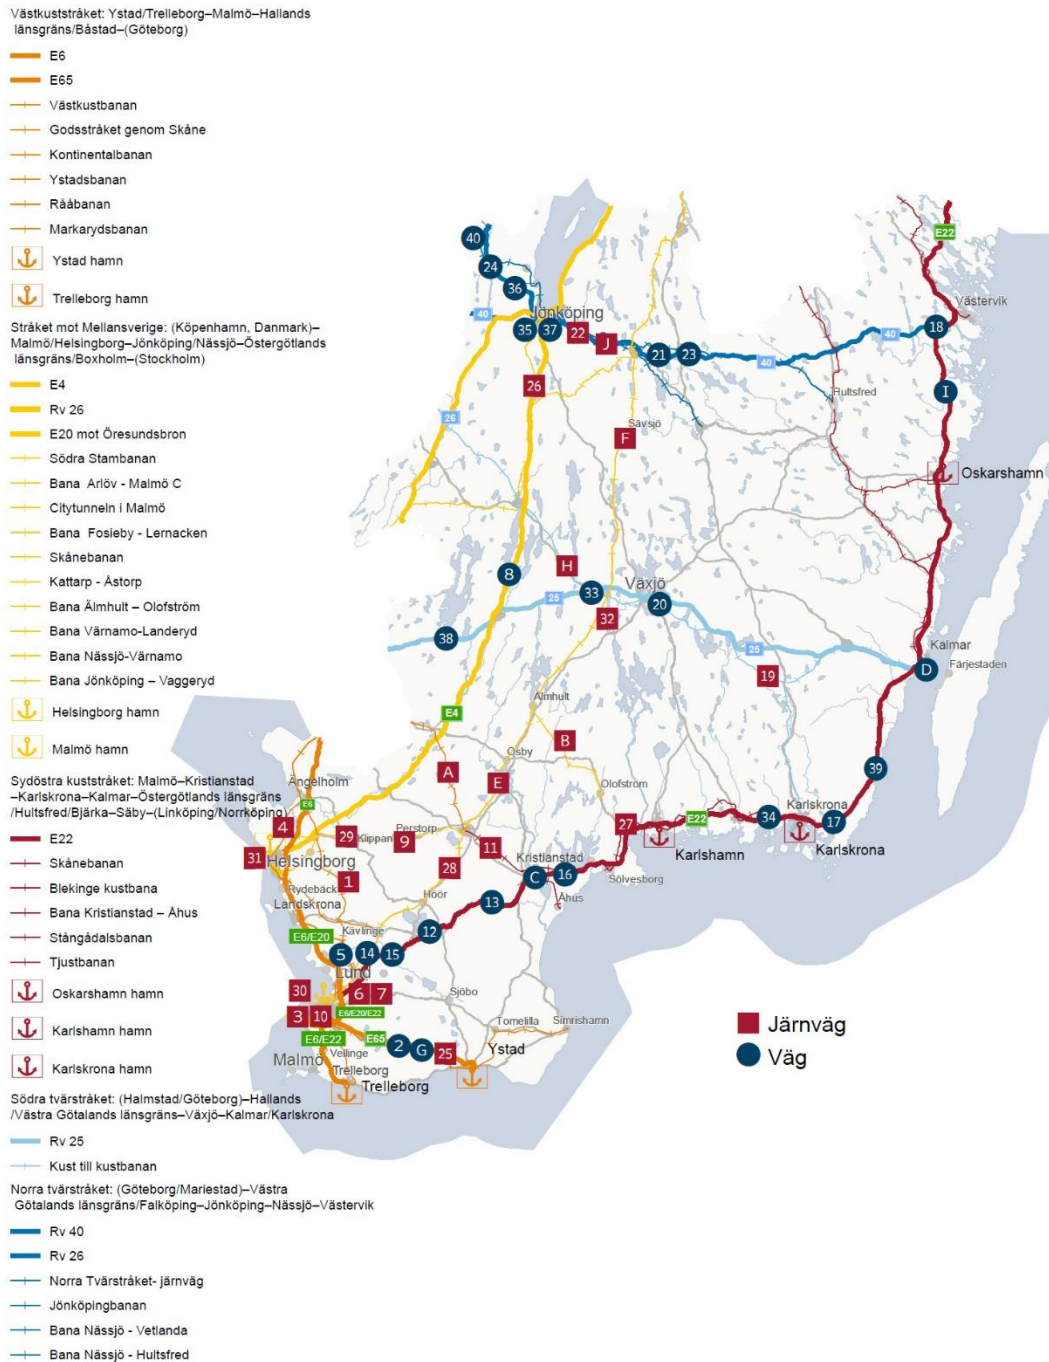 Västkuststråket: Ystad/Trelleborg–Malmö–Hallands
länsgräns/Båstad–(Göteborg)
E6
E65
Västkustbanan
Godsstråket genom Skåne
Kontinentalbanan
Ystadsbanan
Rååbanan
Markarydsbanan
Ystad hamn
Trelleborg hamn
Stråket mot Mellansverige: (Köpenhamn, Danmark)–
Malmö/Helsingborg–Jönköping/Nässjö–Östergötlands
länsgräns/Boxholm–(Stockholm)
E4
Rv 26
E20 mot Öresundsbron
Södra Stambanan
Bana Arlöv - Malmö C
Citytunneln i Malmö
Bana Fosieby - Lernacken
Skånebanan
Kattarp - Åstorp
Bana Älmhult – Olofström
Bana Värnamo-Landeryd
Bana Nässjö-Värnamo
Bana Jönköping – Vaggeryd
Helsingborg hamn
Malmö hamn
Sydöstra kuststråket: Malmö–Kristianstad
–Karlskrona–Kalmar–Östergötlands länsgräns
/Hultsfred/Bjärka–Säby–(Linköping/Norrköping)
E22
Skånebanan
Blekinge kustbana
Bana Kristianstad – Åhus
Stångådalsbanan
Tjustbanan
Oskarshamn hamn
Karlshamn hamn
Karlskrona hamn
Södra tvärstråket: (Halmstad/Göteborg)–Hallands
/Västra Götalands länsgräns–Växjö–Kalmar/Karlskrona
Rv 25
Kust till kustbanan
Norra tvärstråket: (Göteborg/Mariestad)–Västra
Götalands länsgräns/Falköping–Jönköping–Nässjö–Västervik
Rv 40
Rv 26
Norra Tvärstråket- järnväg
Jönköpingbanan
Bana Nässjö - Vetlanda
Bana Nässjö - Hultsfred
40
E22
24
36
Västervik
40
Jönköping
35
37
22
J
18
40
21
23
40
26
I
Hultsfred
26
Sävsjö
F
Oskarshamn
H
8
Växjö
33
25
20
32
38
25
Kalmar
D
Färjestaden
19
Älmhult
E4
B
Osby
A
39
Ängelholm
E
Olofström
E6
Karlskrona
4
29
Klippan
Perstorp
9
27
E22
34
17
Karlshamn
Karlskrona
31
Helsingborg
11
Kristianstad
28
1
C
16
Sölvesborg
Rydebäck
Landskrona
Höör
13
Åhus
Kävlinge
12
E6/E20
5
14
15
Lund
30
6
7
Sjöbo
3
10
E6/E20/E22
Tomelilla
Simrishamn
E6/E22
E65
2
G
25
Ystad
Vellinge
Malmö
Trelleborg
Trelleborg
Järnväg
Väg